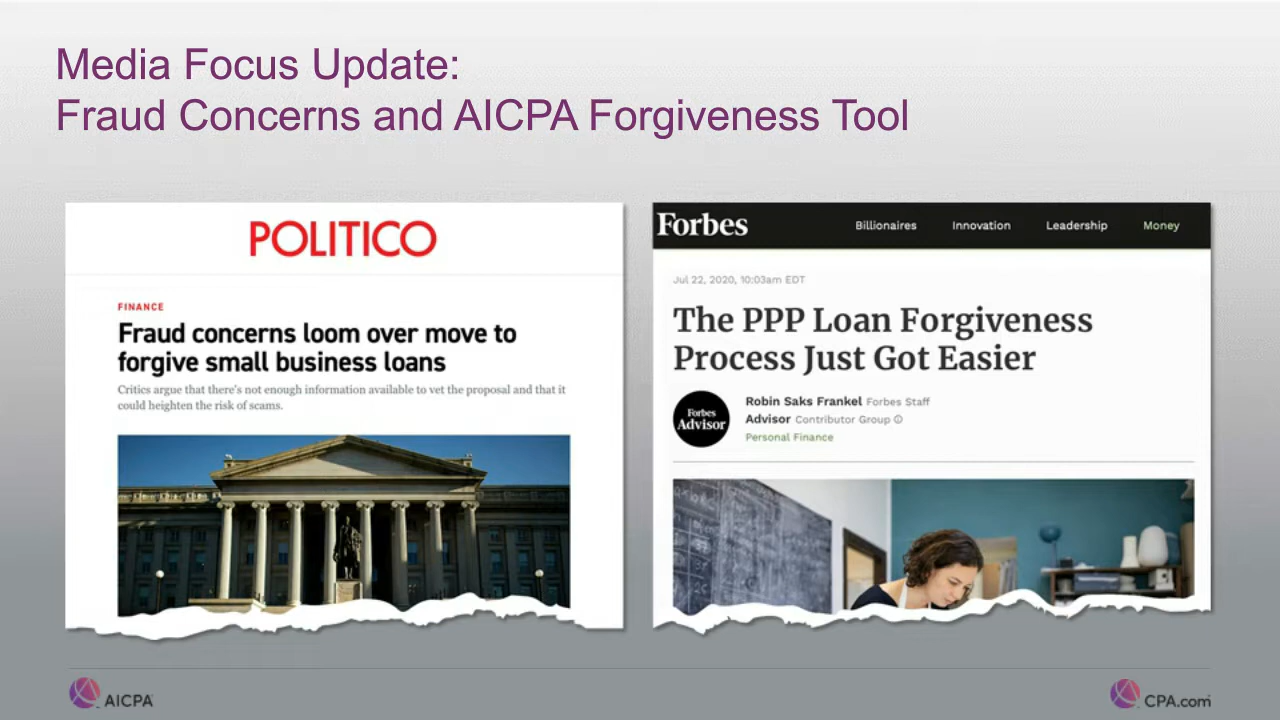 Media Focus Update:
Fraud Concerns and AICPA Forgiveness Tool
POLITICO
FINANCE
Fraud concerns loom over move to
forgive small business loans
Critics argue that there's not enough information available to vet the proposal and that it
could heighten the risk of scams.
Forbes
Billionaires Innovation Leadership Money
Jul 22, 2020, 10:03am EDT
The PPP Loan Forgiveness
Process Just Got Easier
Forbes
Advisor
Robin Saks Frankel Forbes Staff
Advisor Contributor Group
Personal Finance
AICPA
CPA.com